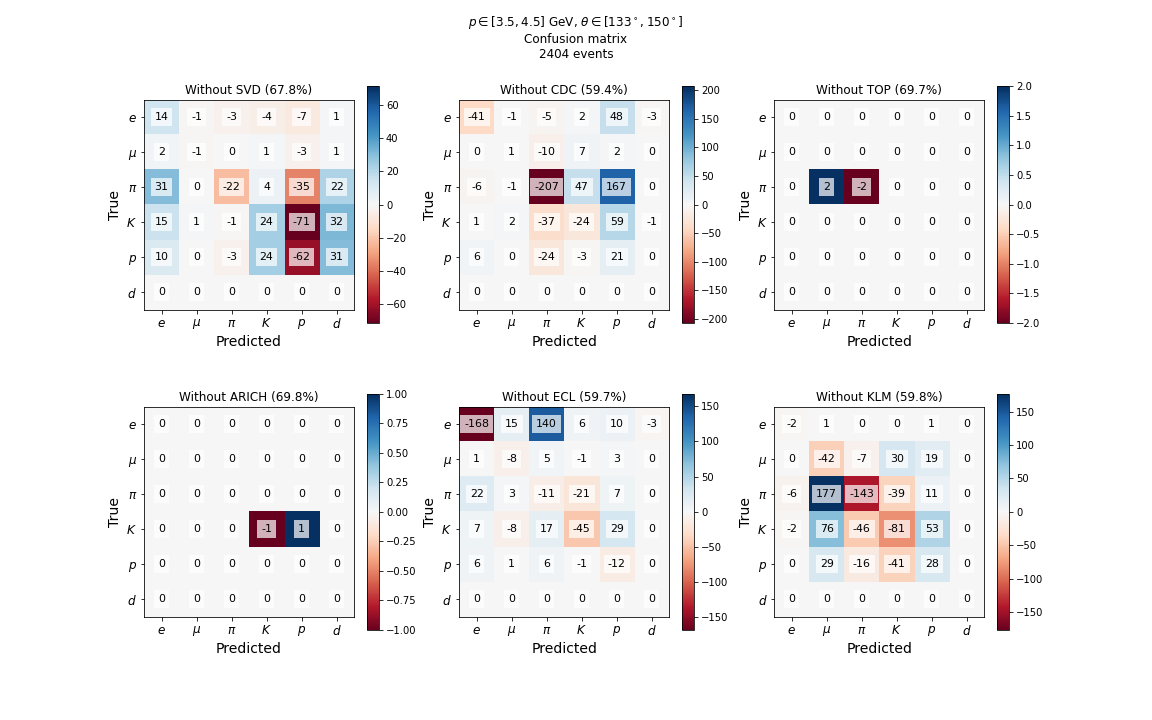 p ∈ [3.5, 4.5] GeV, θ ∈ [133°, 150°]
Confusion matrix
2404 events
Without SVD (67.8%)
e 14 -1 -3 -4 -7 1
μ 2 -1 0 1 -3 1
π 31 0 -22 4 -35 22
K 15 1 -1 24 -71 32
p 10 0 -3 24 -62 31
d 0 0 0 0 0 0
e μ π K p d
True
Predicted
60
40
20
0
−20
−40
−60
Without CDC (59.4%)
e -41 -1 -5 2 48 -3
μ 0 1 -10 7 2 0
π -6 -1 -207 47 167 0
K 1 2 -37 -24 59 -1
p 6 0 -24 -3 21 0
d 0 0 0 0 0 0
e μ π K p d
True
Predicted
200
150
100
50
0
−50
−100
−150
−200
Without TOP (69.7%)
e 0 0 0 0 0 0
μ 0 0 0 0 0 0
π 0 2 -2 0 0 0
K 0 0 0 0 0 0
p 0 0 0 0 0 0
d 0 0 0 0 0 0
e μ π K p d
True
Predicted
2.0
1.5
1.0
0.5
0.0
−0.5
−1.0
−1.5
−2.0
Without ARICH (69.8%)
e 0 0 0 0 0 0
μ 0 0 0 0 0 0
π 0 0 0 0 0 0
K 0 0 0 -1 1 0
p 0 0 0 0 0 0
d 0 0 0 0 0 0
e μ π K p d
True
Predicted
1.00
0.75
0.50
0.25
0.00
−0.25
−0.50
−0.75
−1.00
Without ECL (59.7%)
e -168 15 140 6 10 -3
μ 1 -8 5 -1 3 0
π 22 3 -11 -21 7 0
K 7 -8 17 -45 29 0
p 6 1 6 -1 -12 0
d 0 0 0 0 0 0
e μ π K p d
True
Predicted
150
100
50
0
−50
−100
−150
Without KLM (59.8%)
e -2 1 0 0 1 0
μ 0 -42 -7 30 19 0
π -6 177 -143 -39 11 0
K -2 76 -46 -81 53 0
p 0 29 -16 -41 28 0
d 0 0 0 0 0 0
e μ π K p d
True
Predicted
150
100
50
0
−50
−100
−150